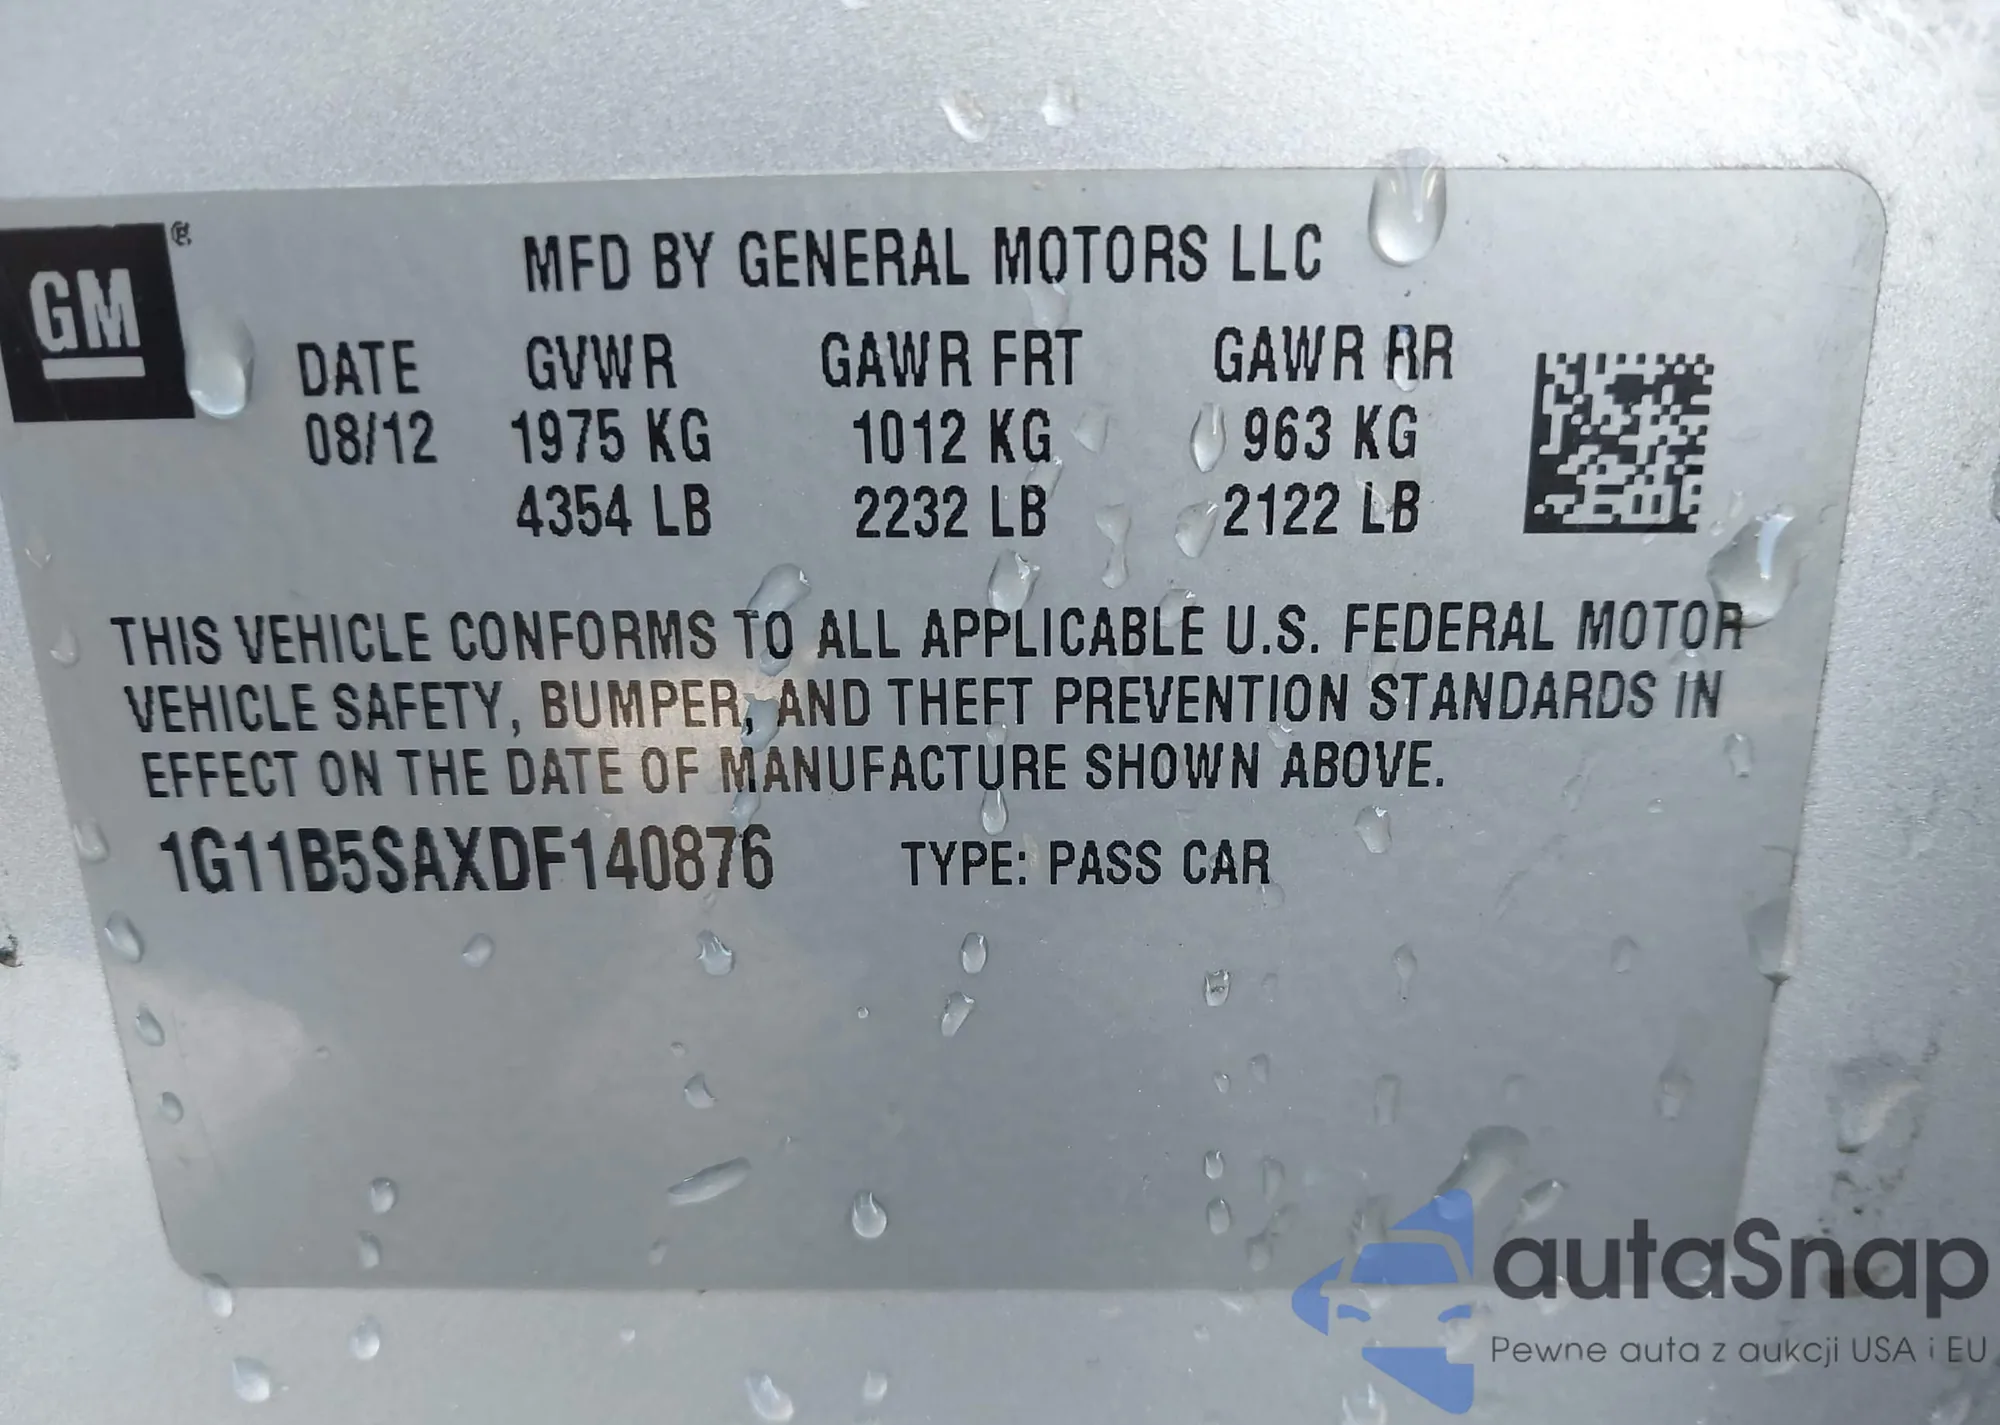 GM®
MFD BY GENERAL MOTORS LLC
DATE GVWR GAWR FRT GAWR RR
08/12 1975 KG 1012 KG 963 KG
4354 LB 2232 LB 2122 LB
THIS VEHICLE CONFORMS TO ALL APPLICABLE U.S. FEDERAL MOTOR
VEHICLE SAFETY, BUMPER, AND THEFT PREVENTION STANDARDS IN
EFFECT ON THE DATE OF MANUFACTURE SHOWN ABOVE.
1G11B5SAXDF140876 TYPE: PASS CAR
autaSnap
Pewne auta z aukcji USA i EU